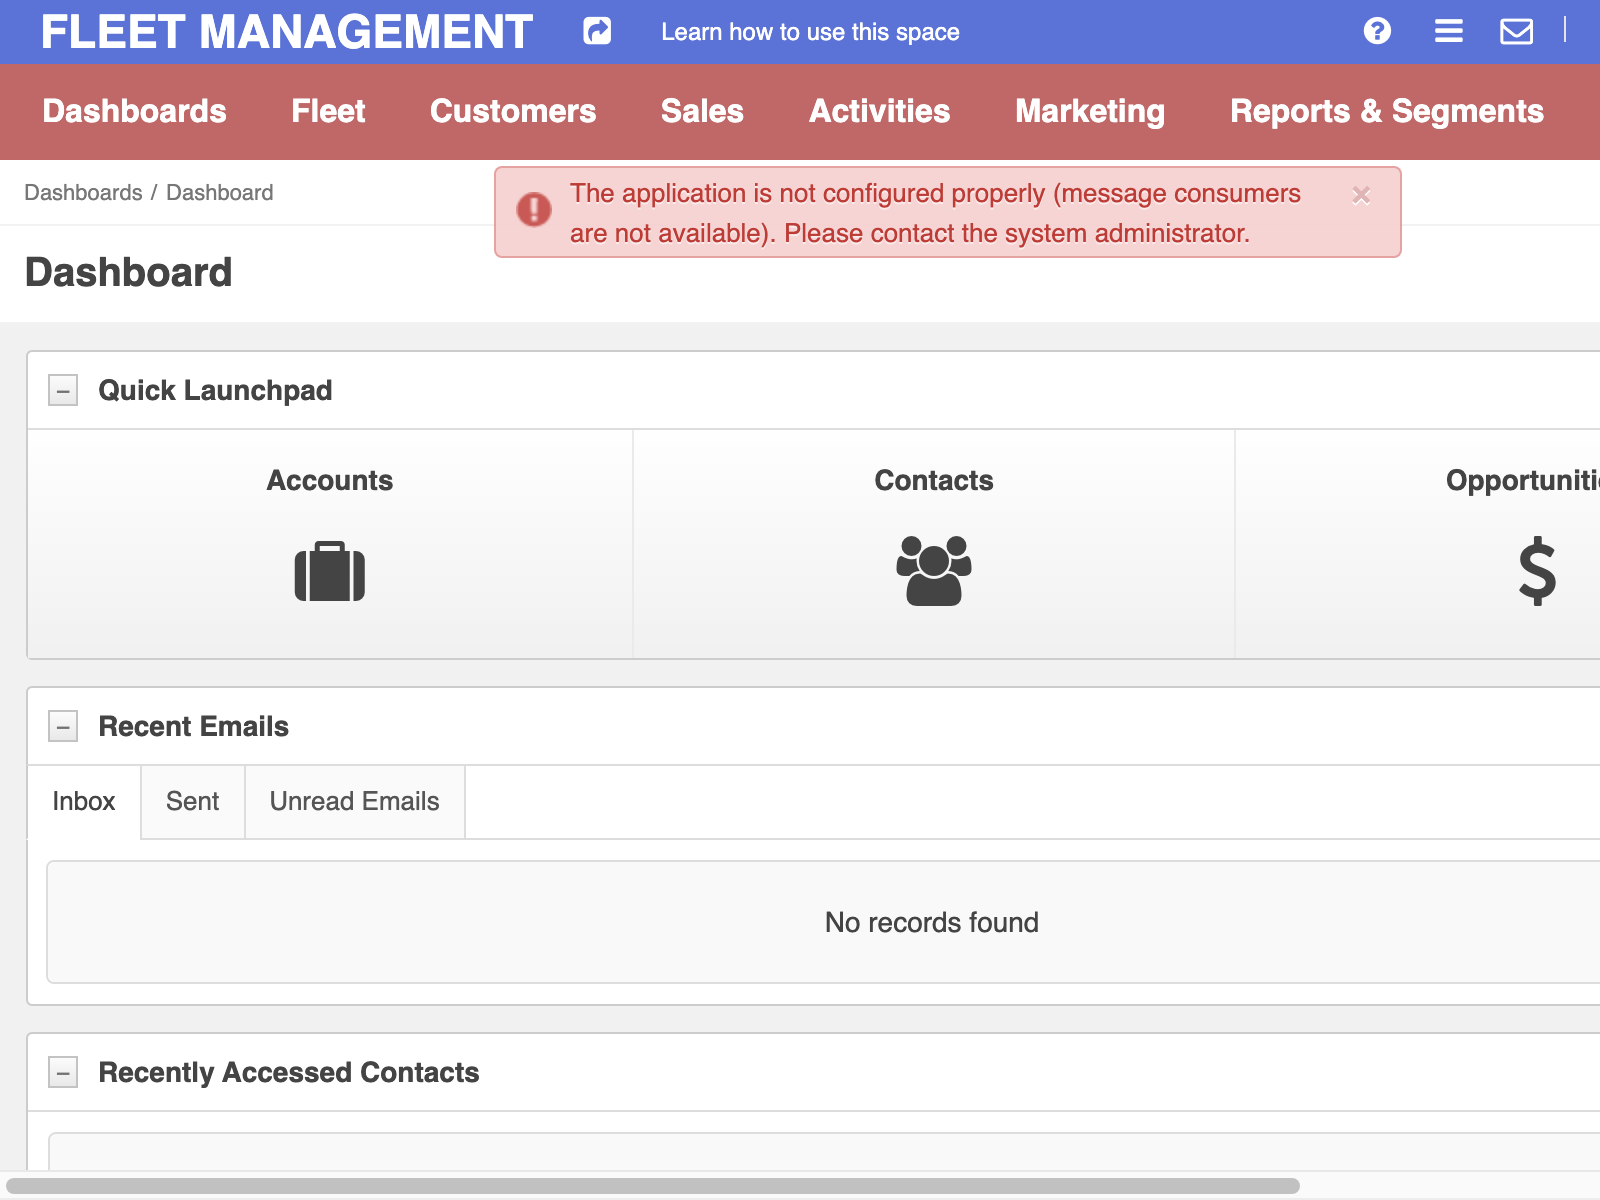 FLEET MANAGEMENT
Learn how to use this space
Dashboards Fleet Customers Sales Activities Marketing Reports & Segments
Dashboards / Dashboard
The application is not configured properly (message consumers
are not available). Please contact the system administrator.
Dashboard
Quick Launchpad
Accounts
Contacts
Opportuniti
Recent Emails
Inbox Sent Unread Emails
No records found
Recently Accessed Contacts